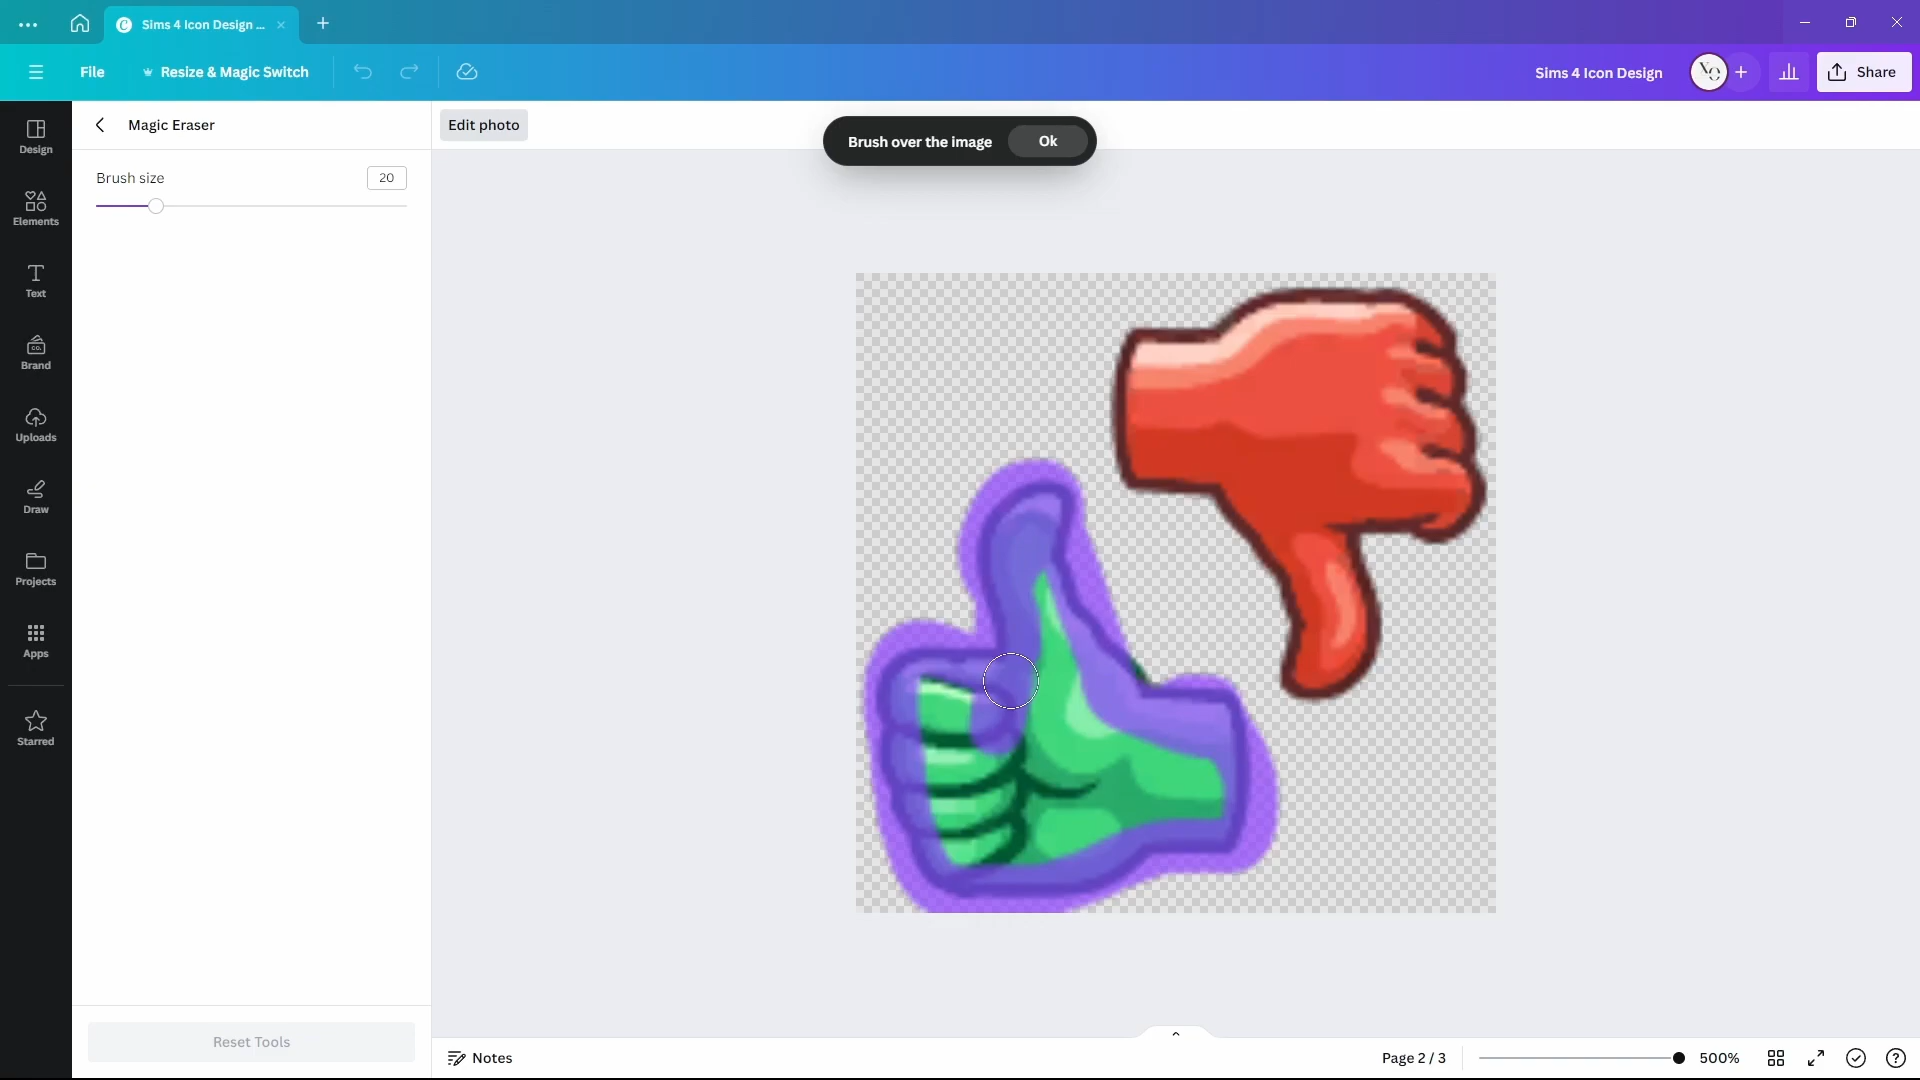 Sims 4 Icon Design ...
File
Resize & Magic Switch
Sims 4 Icon Design
Share
Design
Elements
Text
CO.
Brand
Uploads
Draw
Projects
Apps
Starred
Magic Eraser
Brush size
20
Reset Tools
Edit photo
Brush over the image
Ok
Notes
Page 2 / 3
500%